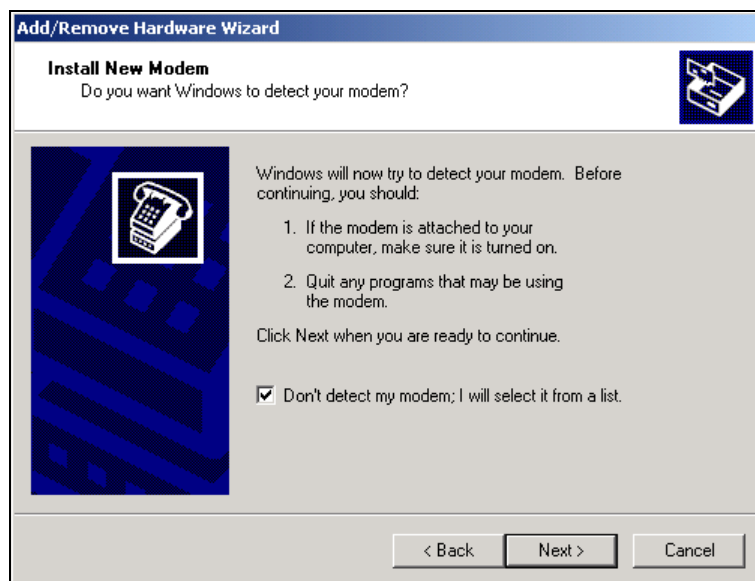 Add/Remove Hardware Wizard
Install New Modem
Do you want Windows to detect your modem?
Windows will now try to detect your modem. Before
continuing, you should:
1. If the modem is attached to your
computer, make sure it is turned on.
2. Quit any programs that may be using
the modem.
Click Next when you are ready to continue.
Don't detect my modem; I will select it from a list.
< Back Next > Cancel